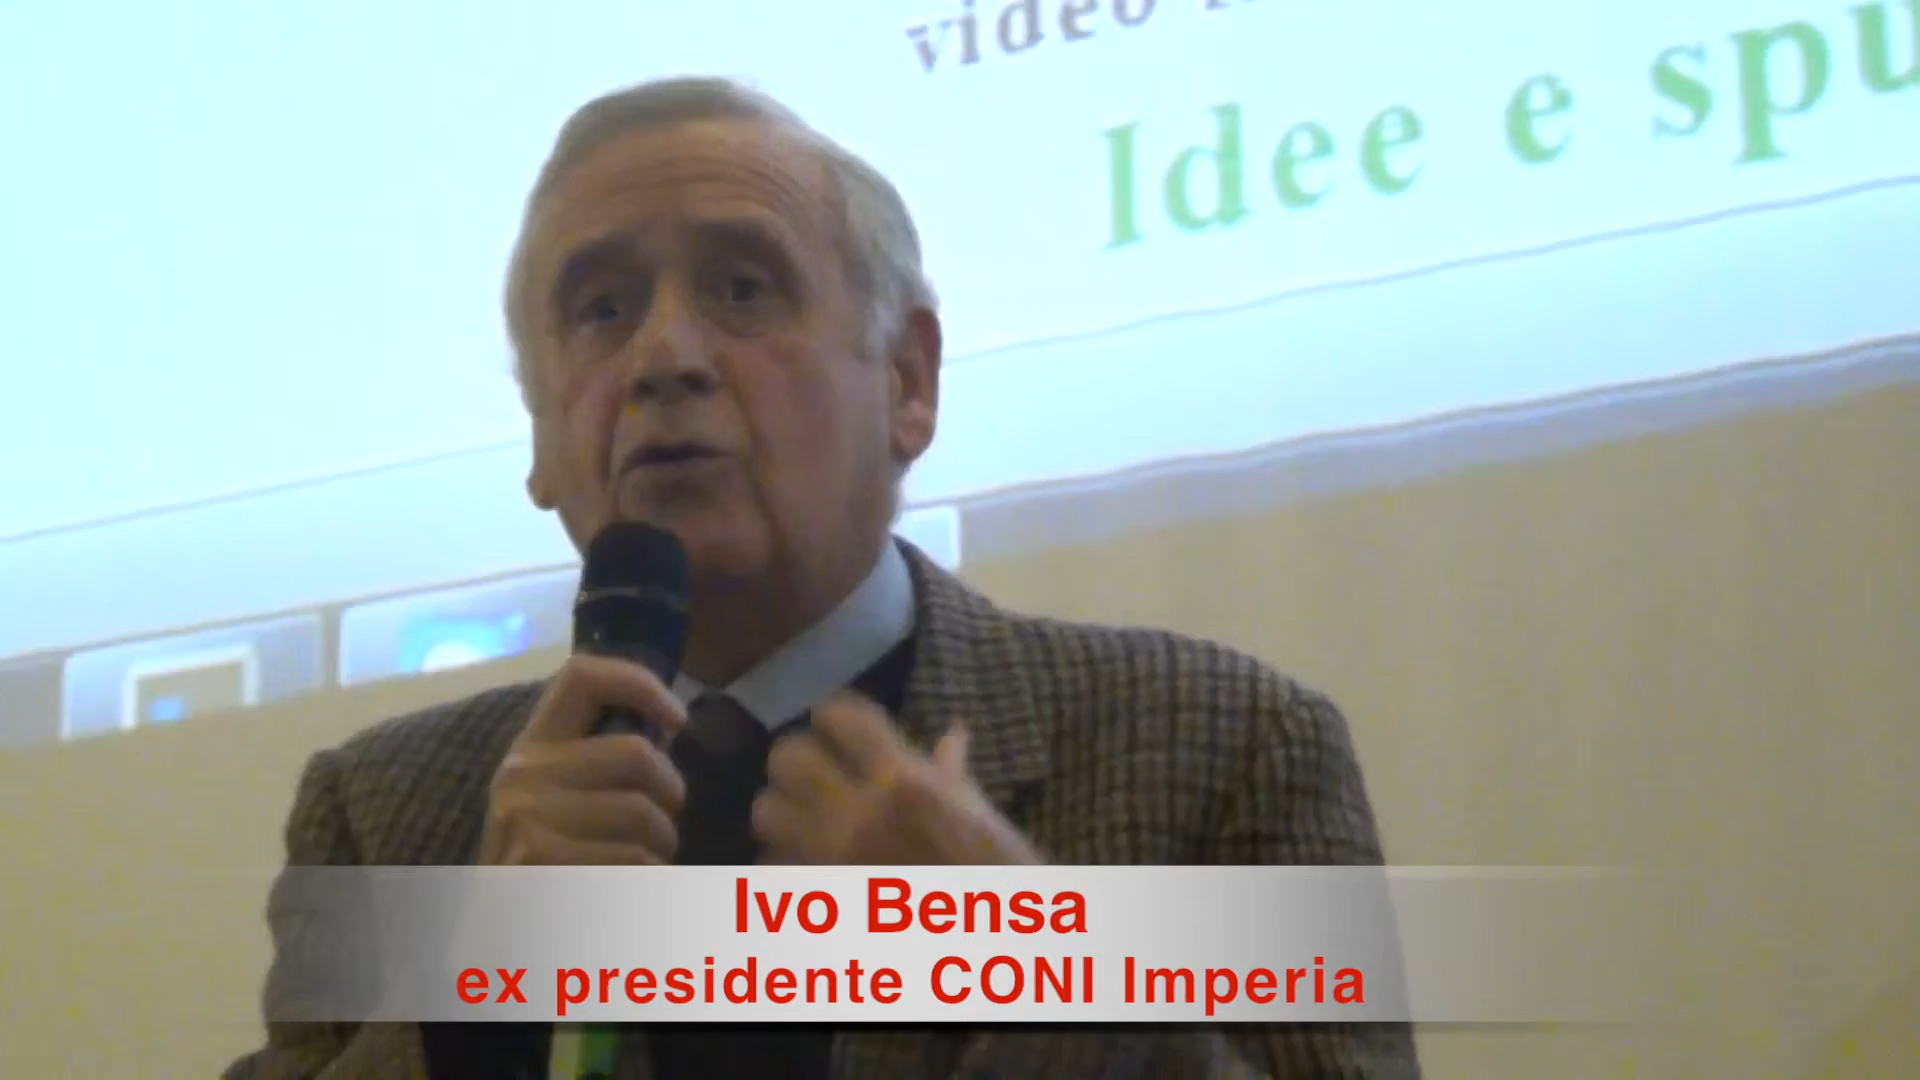 video
Idee e spu
Ivo Bensa
ex presidente CONI Imperia